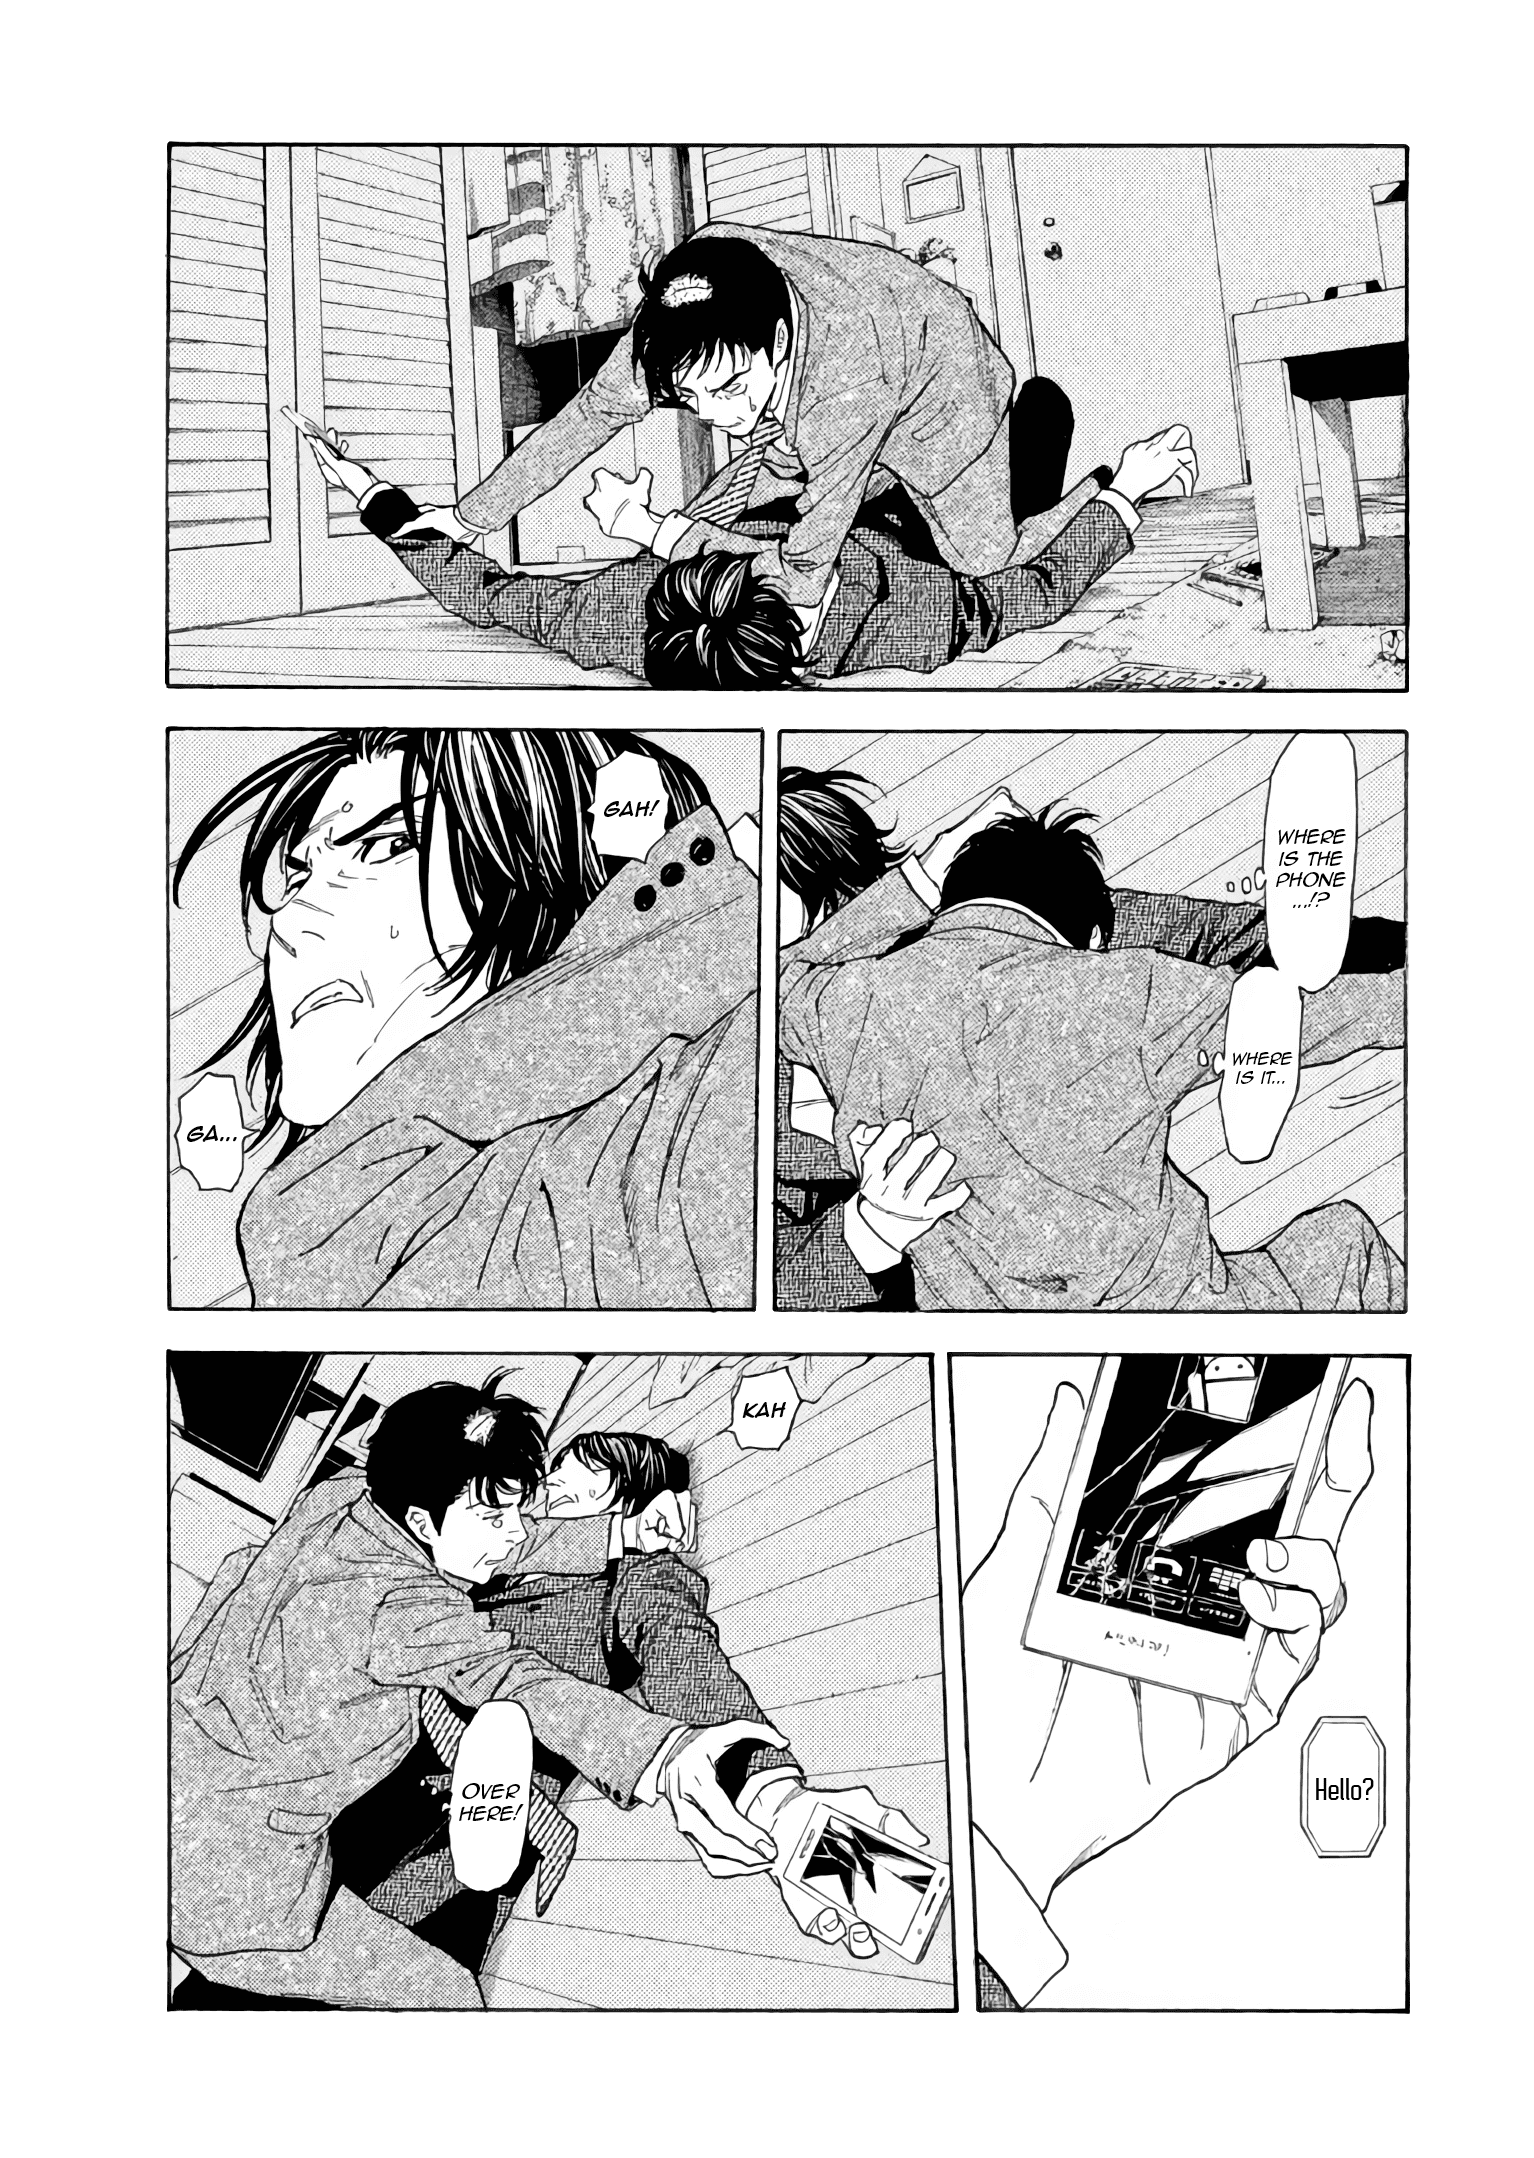 WHERE
IS THE
PHONE
...!?
WHERE
IS IT...
GAH!
GA...
Hello?
KAH
OVER
HERE!